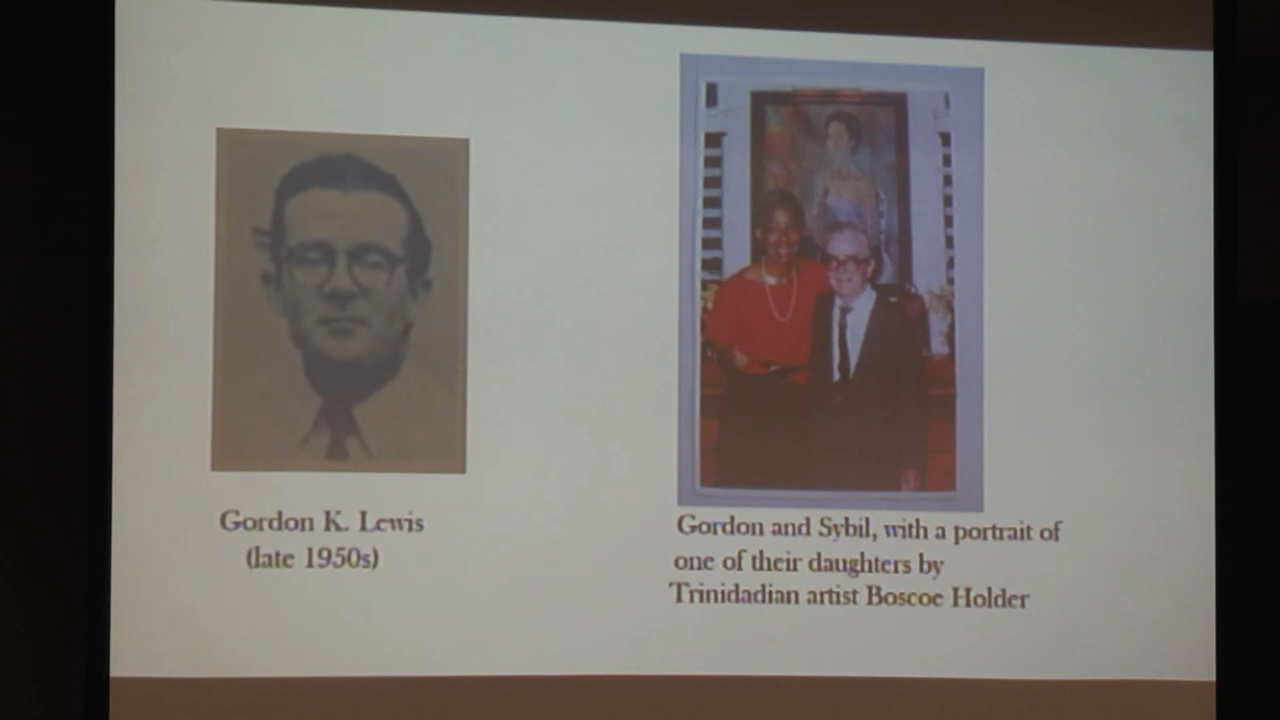 Gordon K. Lewis
(late 1950s)
Gordon and Sybil, with a portrait of
one of their daughters by
Trinidadian artist Boscoe Holder